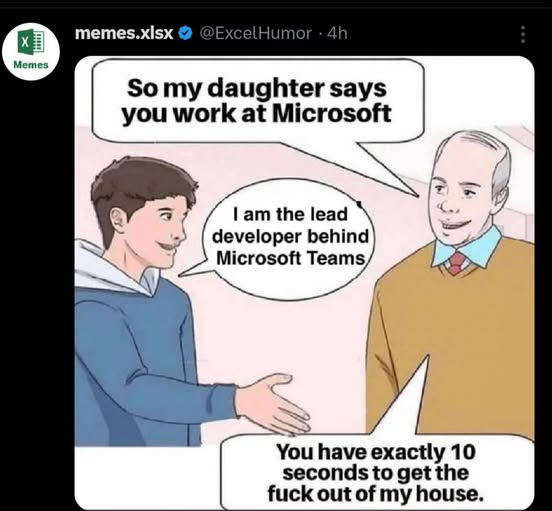 memes.xlsx @ExcelHumor · 4h
X
Memes
So my daughter says
you work at Microsoft
I am the lead
developer behind
Microsoft Teams
You have exactly 10
seconds to get the
fuck out of my house.